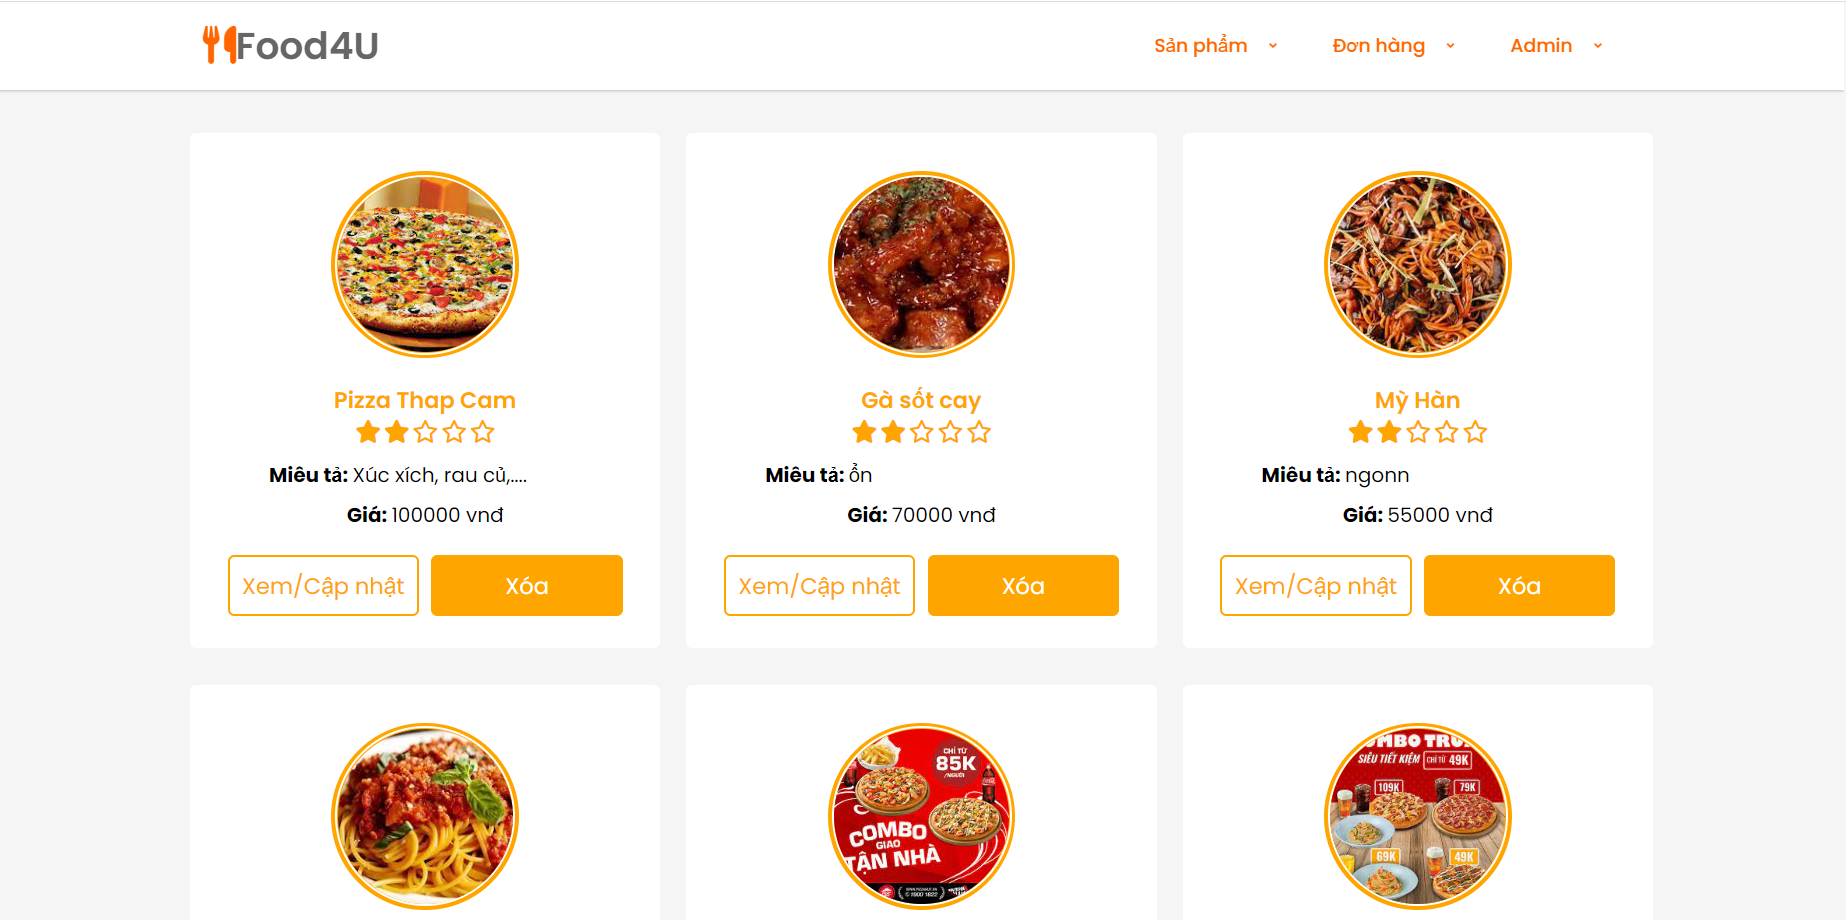 Food4U
Sản phẩm
Đơn hàng
Admin
Pizza Thap Cam
Miêu tả: Xúc xích, rau củ,....
Giá: 100000 vnđ
Xem/Cập nhật
Xóa
Gà sốt cay
Miêu tả: ổn
Giá: 70000 vnđ
Xem/Cập nhật
Xóa
Mỳ Hàn
Miêu tả: ngonn
Giá: 55000 vnđ
Xem/Cập nhật
Xóa
CHỈ TỪ
85K
/NGƯỜI
COMBO
GIAO
TẬN NHÀ
1900 1822
SIÊU TIẾT KIỆM
CHỈ TỪ 49K
109K
79K
69K
49K